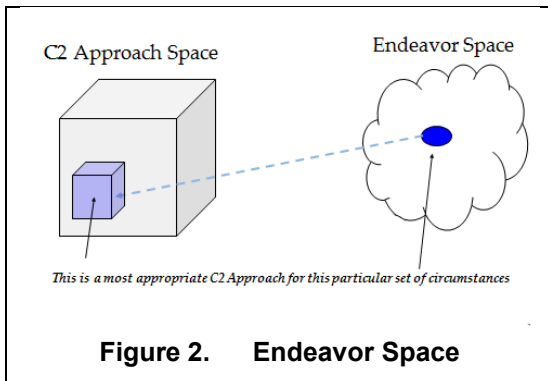 C2 Approach Space
Endeavor Space
This is a most appropriate C2 Approach for this particular set of circumstances
Figure 2. Endeavor Space